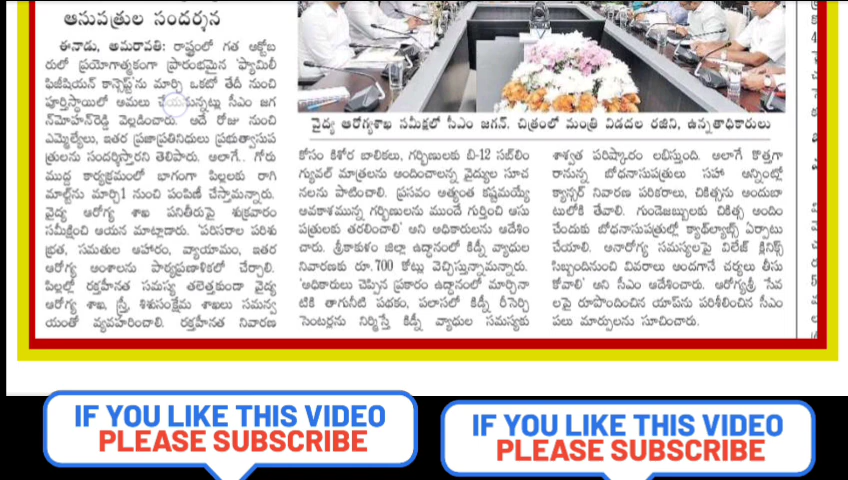 ఆసుపత్రుల సందర్శన
ఈనాడు, అమరావతి: రాష్ట్రంలో గత అక్టోబ
రులో ప్రయోగాత్మకంగా ప్రారంభమైన 'ఫ్యామిలీ
ఫిజీషియన్ కాన్సెప్ట్'ను మార్చి ఒకటో తేదీ నుంచి
పూర్తిస్థాయిలో అమలు చేయనున్నట్లు సీఎం జగ
న్‌మోహన్‌రెడ్డి వెల్లడించారు. అదే రోజు నుంచి
ఎమ్మెల్యేలు, ఇతర ప్రజాప్రతినిధులు ప్రభుత్వాసుప
త్రులను సందర్శిస్తారని తెలిపారు. అలాగే.. గోరు
ముద్ద కార్యక్రమంలో భాగంగా పిల్లలకు రాగి
మాల్ట్‌ను మార్చి1 నుంచి పంపిణీ చేస్తామన్నారు.
వైద్య ఆరోగ్య శాఖ పనితీరుపై శుక్రవారం
సమీక్షించి ఆయన మాట్లాడారు. 'పరిసరాల పరిశు
భ్రత, సమతుల ఆహారం, వ్యాయామం, ఇతర
ఆరోగ్య అంశాలను పాఠ్యప్రణాళికలో చేర్చాలి.
పిల్లల్లో రక్తహీనత సమస్య తలెత్తకుండా వైద్య
ఆరోగ్య శాఖ, స్త్రీ, శిశుసంక్షేమ శాఖలు సమన్వ
యంతో వ్యవహరించాలి. రక్తహీనత నివారణ
వైద్య ఆరోగ్యశాఖ సమీక్షలో సీఎం జగన్. చిత్రంలో మంత్రి విడదల రజిని, ఉన్నతాధికారులు
కోసం కిశోర బాలికలు, గర్భిణులకు బి-12 సబ్‌లిం
గ్యువల్ మాత్రలను అందించాలన్న వైద్యుల సూచ
నలను పాటించాలి. ప్రసవం అత్యంత కష్టమయ్యే
అవకాశమున్న గర్భిణులను ముందే గుర్తించి ఆసు
పత్రులకు తరలించాలి' అని అధికారులను ఆదేశిం
చారు. శ్రీకాకుళం జిల్లా ఉద్దానంలో కిడ్నీ వ్యాధుల
నివారణకు రూ.700 కోట్లు వెచ్చిస్తున్నామన్నారు.
'అధికారులు చెప్పిన ప్రకారం ఉద్దానంలో మార్చినా
టికి తాగునీటి పథకం, పలాసలో కిడ్నీ రీసెర్చి
సెంటర్లను నిర్మిస్తే కిడ్నీ వ్యాధుల సమస్యకు
శాశ్వత పరిష్కారం లభిస్తుంది. అలాగే కొత్తగా
రానున్న బోధనాసుపత్రులు సహా అన్నింట్లో
క్యాన్సర్ నివారణ పరికరాలు, చికిత్సను అందుబా
టులోకి తేవాలి. గుండెజబ్బులకు చికిత్స అందిం
చేందుకు బోధనాసుపత్రుల్లో క్యాథ్‌ల్యాబ్స్ ఏర్పాటు
చేయాలి. అనారోగ్య సమస్యలపై విలేజ్ క్లినిక్స్
సిబ్బందినుంచి వివరాలు అందగానే చర్యలు తీసు
కోవాలి' అని సీఎం ఆదేశించారు. ఆరోగ్యశ్రీ సేవ
లపై రూపొందించిన యాప్‌ను పరిశీలించిన సీఎం
పలు మార్పులను సూచించారు.
IF YOU LIKE THIS VIDEO
PLEASE SUBSCRIBE
IF YOU LIKE THIS VIDEO
PLEASE SUBSCRIBE